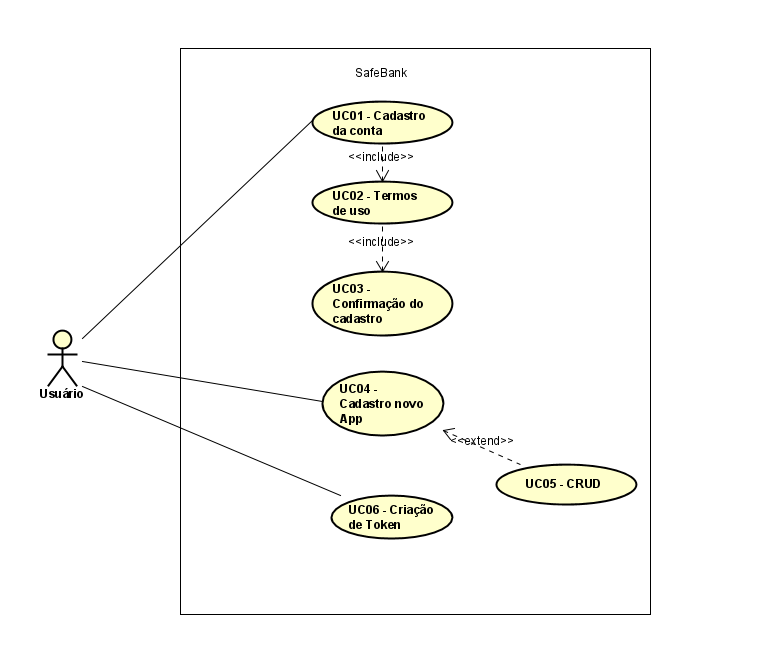 SafeBank
UC01 - Cadastro
da conta
<<include>>
UC02 - Termos
de uso
<<include>>
UC03 -
Confirmação do
cadastro
Usuário
UC04 -
Cadastro novo
App
<<extend>>
UC05 - CRUD
UC06 - Criação
de Token